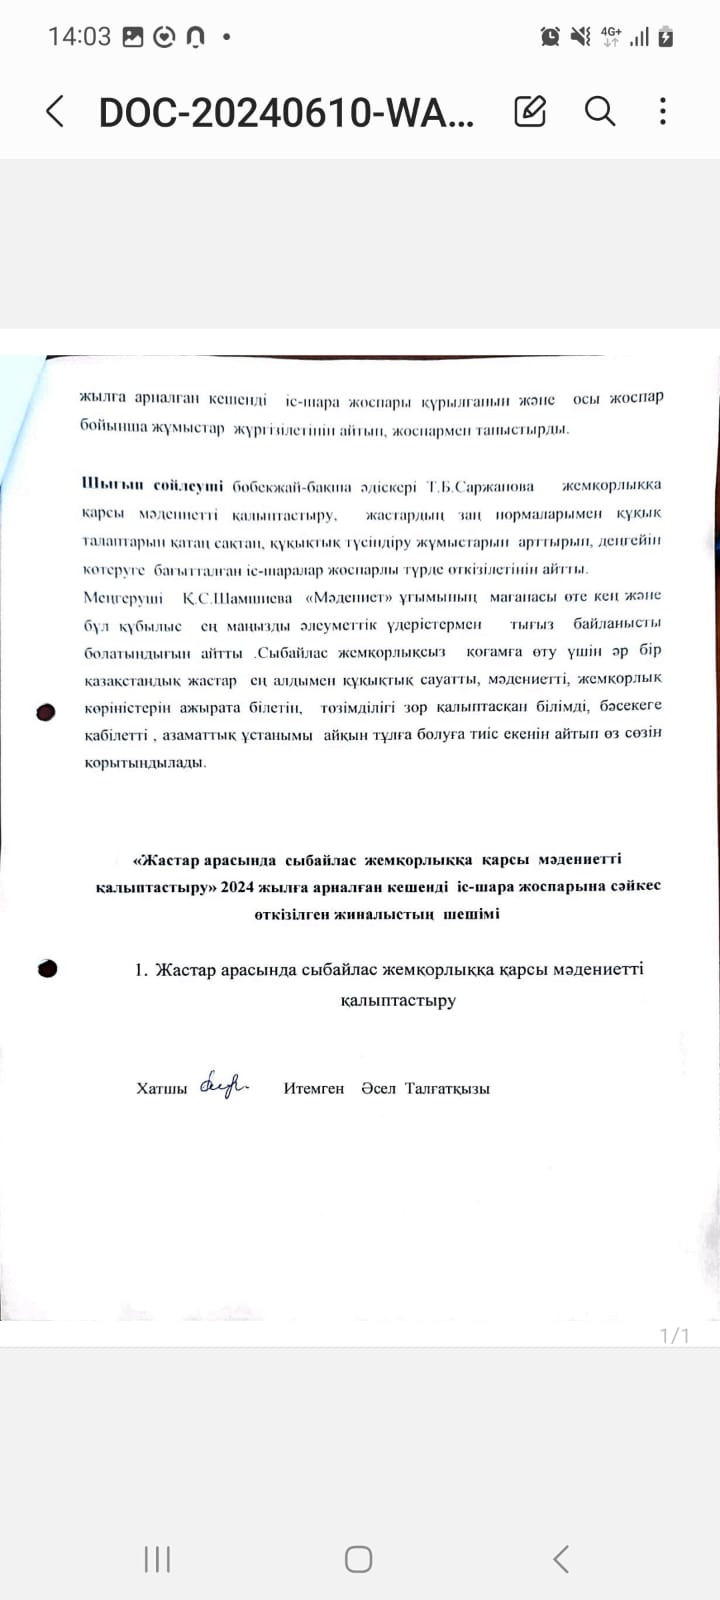 14:03
4G+
DOC-20240610-WA...
жылға арналған кешенді іс-шара жоспары құрылғанын және осы жоспар
бойынша жұмыстар жүргізілетінін айтып, жоспармен таныстырды.
Шығып сөйлеуші бөбекжай-бақша әдіскері Т.Б.Саржанова жемқорлыққа
қарсы мәдениетті қалыптастыру, жастардың заң нормаларымен құқық
талаптарын қатаң сақтап, құқықтық түсіндіру жұмыстарын арттырып, деңгейін
көтеруге бағытталған іс-шаралар жоспарлы түрде өткізілетінін айтты.
Меңгеруші Қ.С.Шамшиева «Мәдениет» ұғымының мағанасы өте кең және
бұл құбылыс ең маңызды әлеуметтік үдерістермен тығыз байланысты
болатындығын айтты .Сыбайлас жемқорлықсыз қоғамға өту үшін әр бір
қазақстандық жастар ең алдымен құқықтық сауатты, мәдениетті, жемқорлық
көріністерін ажырата білетін, төзімділігі зор қалыптасқан білімді, бәсекеге
қабілетті , азаматтық ұстанымы айқын тұлға болуға тиіс екенін айтып өз сөзін
қорытындылады.
«Жастар арасында сыбайлас жемқорлыққа қарсы мәдениетті
қалыптастыру» 2024 жылға арналған кешенді іс-шара жоспарына сәйкес
өткізілген жиналыстың шешімі
1. Жастар арасында сыбайлас жемқорлыққа қарсы мәдениетті
қалыптастыру
Хатшы Итемген Әсел Талғатқызы
1/1